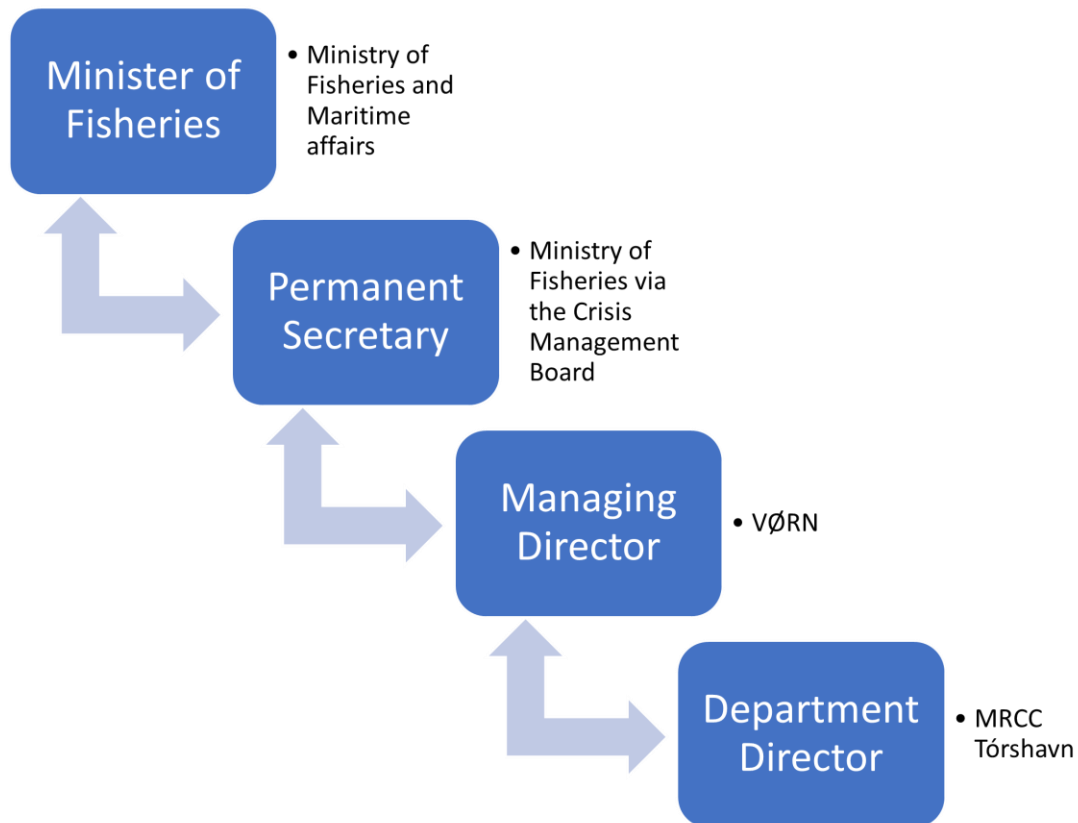 Minister of
Fisheries
• Ministry of
Fisheries and
Maritime
affairs
Permanent
Secretary
• Ministry of
Fisheries via
the Crisis
Management
Board
Managing
Director
• VØRN
Department
Director
• MRCC
Tórshavn